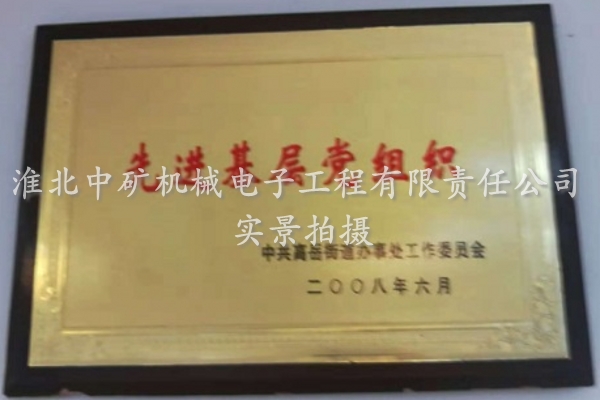 先进基层党组织
淮北中矿机械电子工程有限责任公司
实景拍摄
中共高岳街道办事处工作委员会
二〇〇八年六月